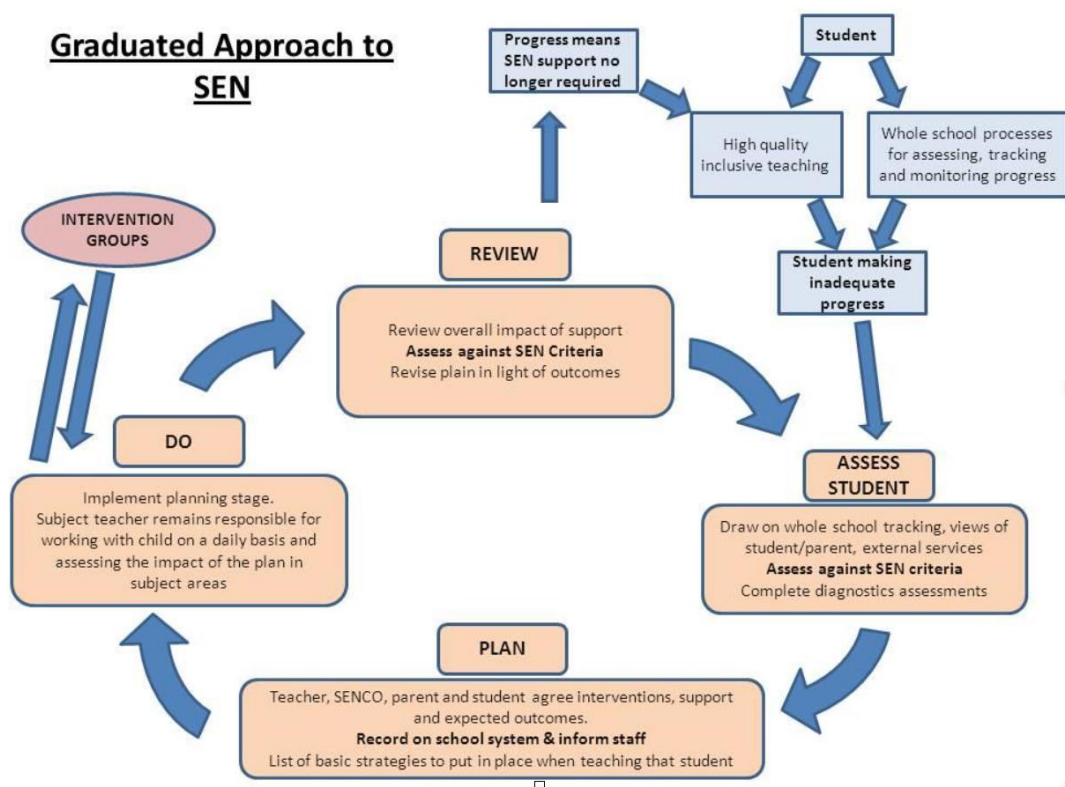 Graduated Approach to
SEN
Progress means
SEN support no
longer required
Student
High quality
inclusive teaching
Whole school processes
for assessing, tracking
and monitoring progress
Student making
inadequate
progress
INTERVENTION
GROUPS
REVIEW
Review overall impact of support
Assess against SEN Criteria
Revise plain in light of outcomes
ASSESS
STUDENT
Draw on whole school tracking, views of
student/parent, external services
Assess against SEN criteria
Complete diagnostics assessments
PLAN
Teacher, SENCO, parent and student agree interventions, support
and expected outcomes.
Record on school system & inform staff
List of basic strategies to put in place when teaching that student
DO
Implement planning stage.
Subject teacher remains responsible for
working with child on a daily basis and
assessing the impact of the plan in
subject areas